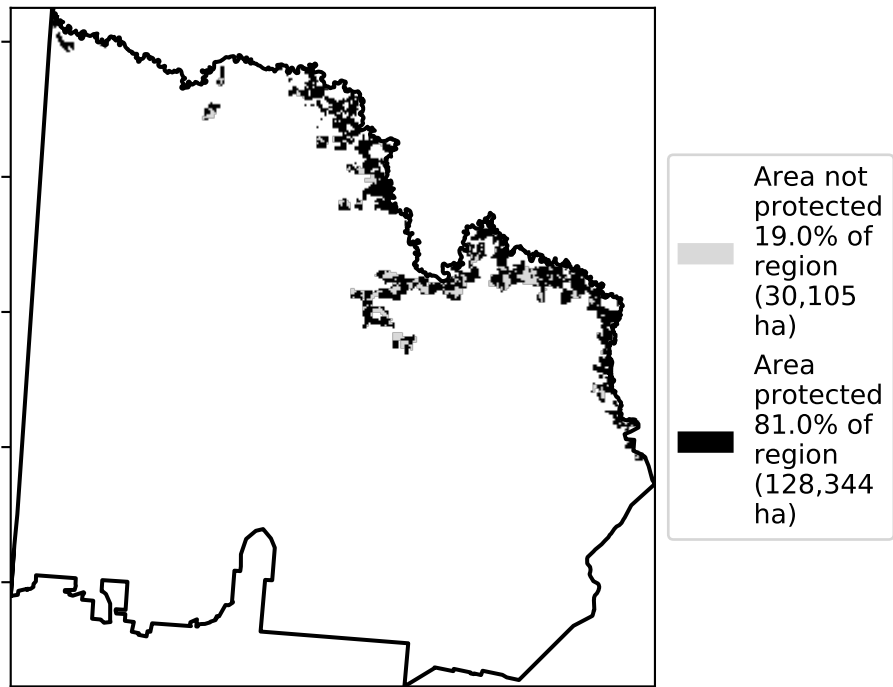 Area not
protected
19.0% of
region
(30,105
ha)
Area
protected
81.0% of
region
(128,344
ha)